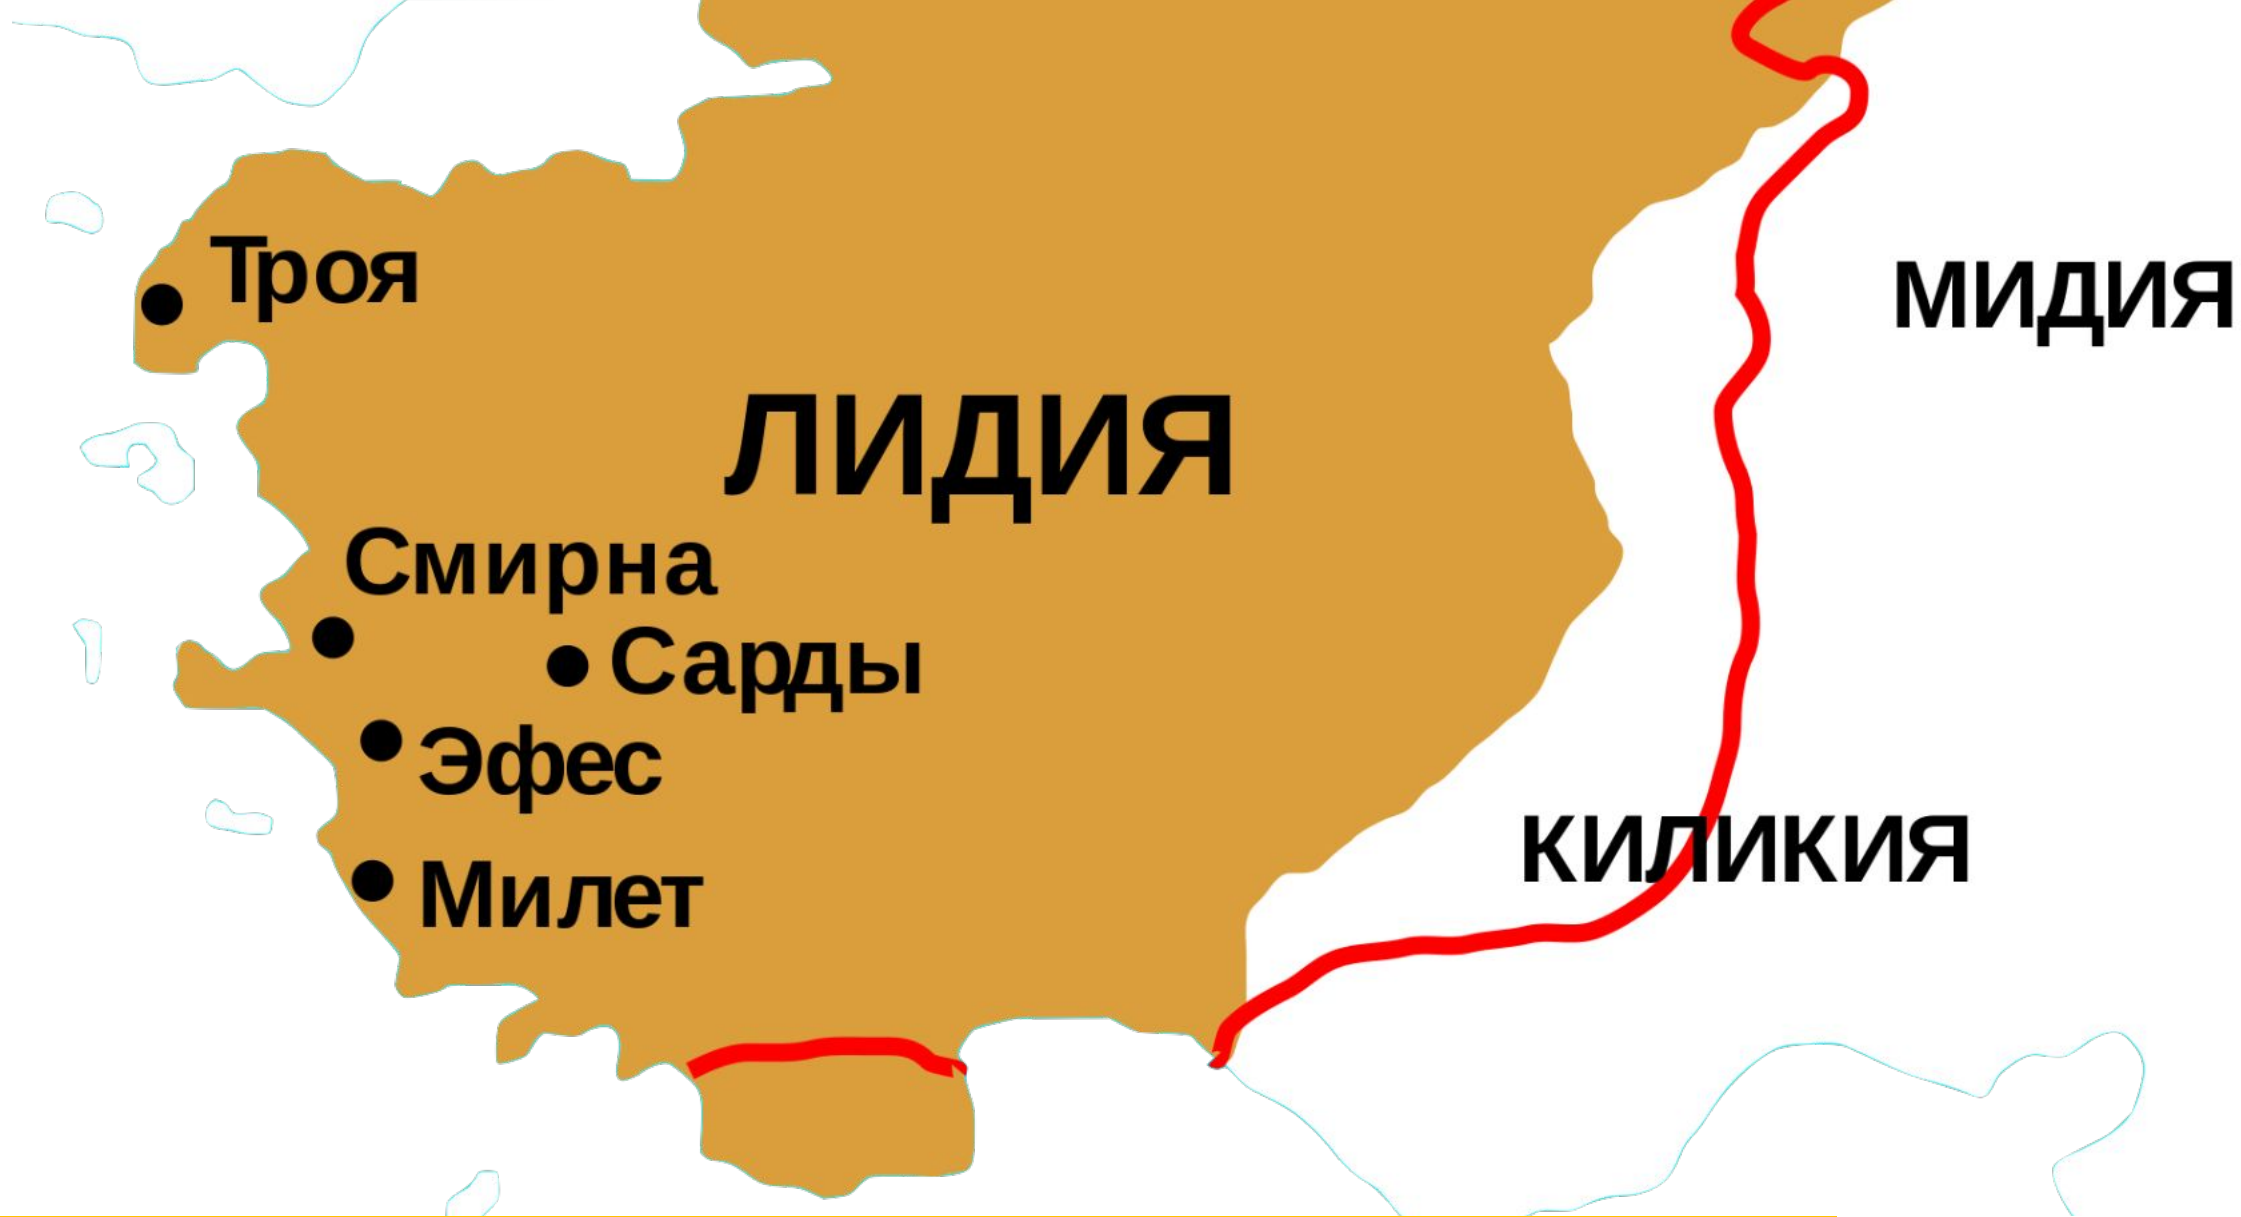 Троя
МИДИЯ
ЛИДИЯ
Смирна
Сарды
Эфес
КИЛИКИЯ
Милет